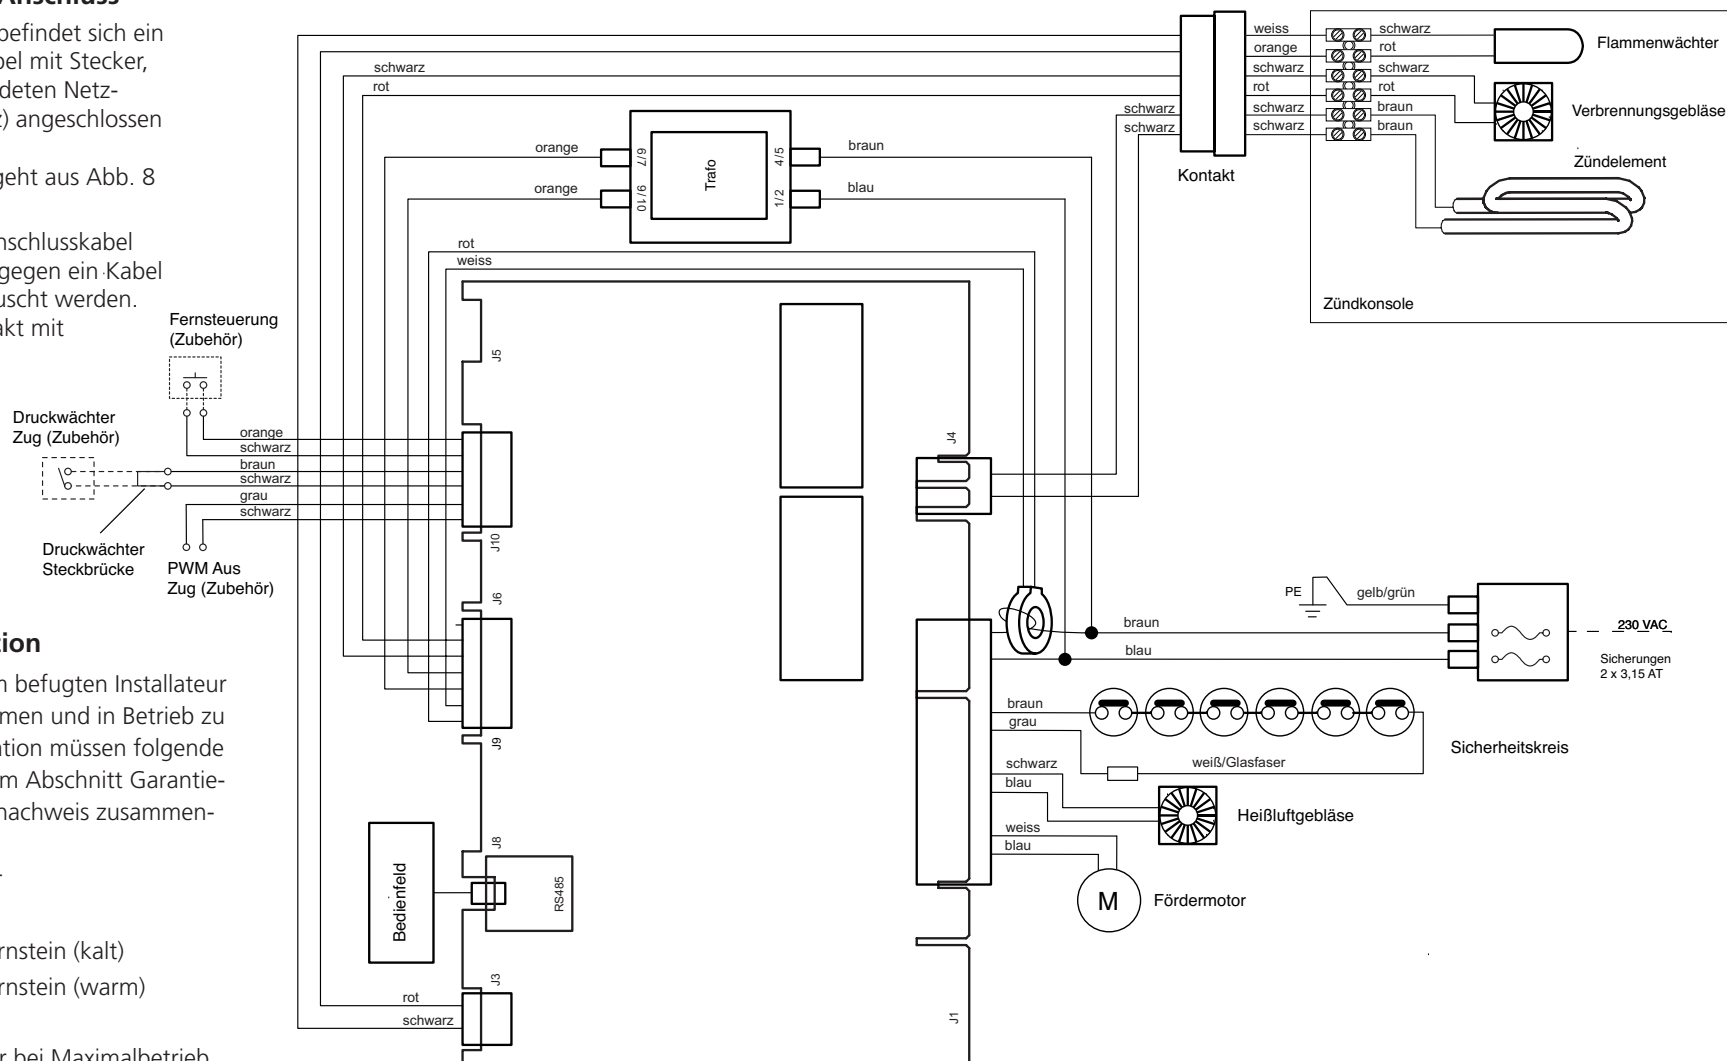 Anschluss
befindet sich ein
bel mit Stecker,
deten Netz-
z) angeschlossen
geht aus Abb. 8
nschlusskabel
gegen ein Kabel
uscht werden.
akt mit
tion
n befugten Installateur
men und in Betrieb zu
ation müssen folgende
m Abschnitt Garantie-
nachweis zusammen-
rnstein (kalt)
rnstein (warm)
r bei Maximalbetrieb
Fernsteuerung
(Zubehör)
Druckwächter
Zug (Zubehör)
orange
schwarz
braun
schwarz
grau
schwarz
Druckwächter
Steckbrücke
PWM Aus
Zug (Zubehör)
schwarz
rot
orange
orange
6/7
9/10
Trafo
4/5
1/2
braun
blau
rot
weiss
J5
J10
J6
J9
J8
J3
J4
J1
Bedienfeld
RS485
rot
schwarz
schwarz
schwarz
Kontakt
weiss
orange
schwarz
rot
schwarz
schwarz
schwarz
rot
schwarz
rot
braun
braun
Flammenwächter
Verbrennungsgebläse
Zündelement
Zündkonsole
PE
gelb/grün
braun
blau
230 VAC
Sicherungen
2 x 3,15 AT
braun
grau
weiß/Glasfaser
Sicherheitskreis
schwarz
blau
Heißluftgebläse
weiss
blau
M
Fördermotor